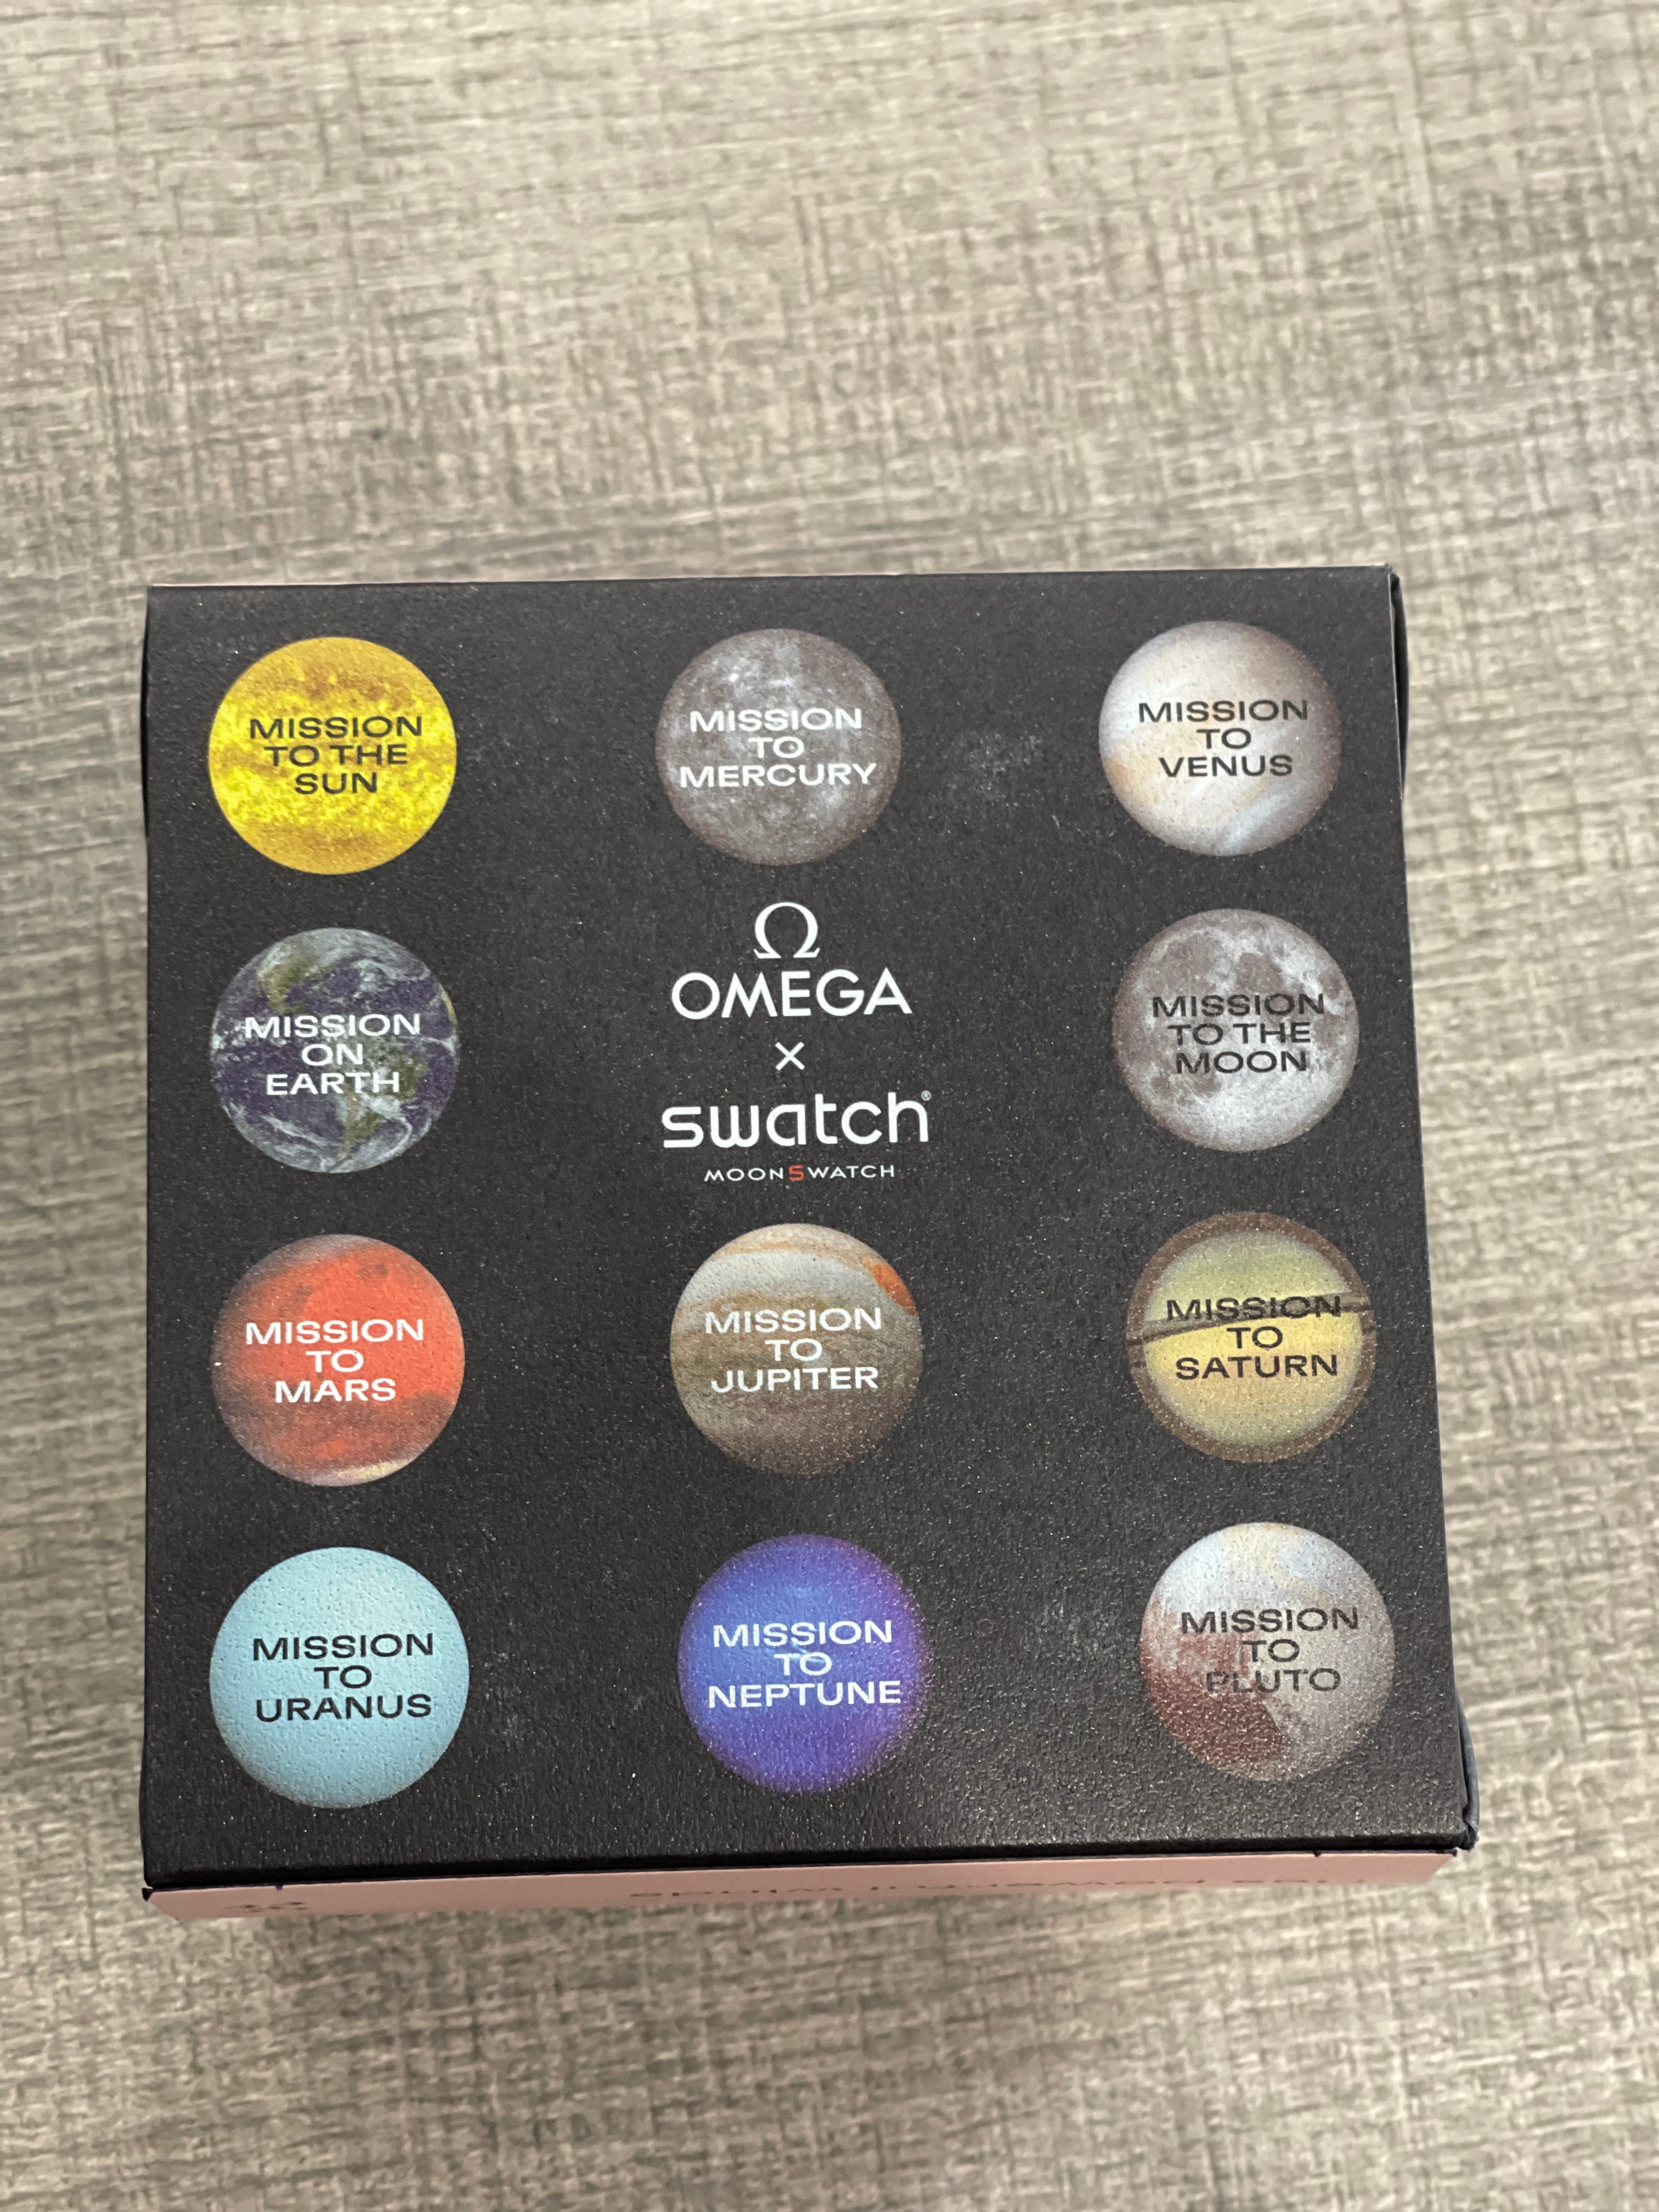 MISSION
TO THE
SUN
MISSION
TO
MERCURY
MISSION
TO
VENUS
MISSION
ON
EARTH
Ω
OMEGA
×
swatch®
MOONSWATCH
MISSION
TO THE
MOON
MISSION
TO
MARS
MISSION
TO
JUPITER
MISSION
TO
SATURN
MISSION
TO
URANUS
MISSION
TO
NEPTUNE
MISSION
TO
PLUTO